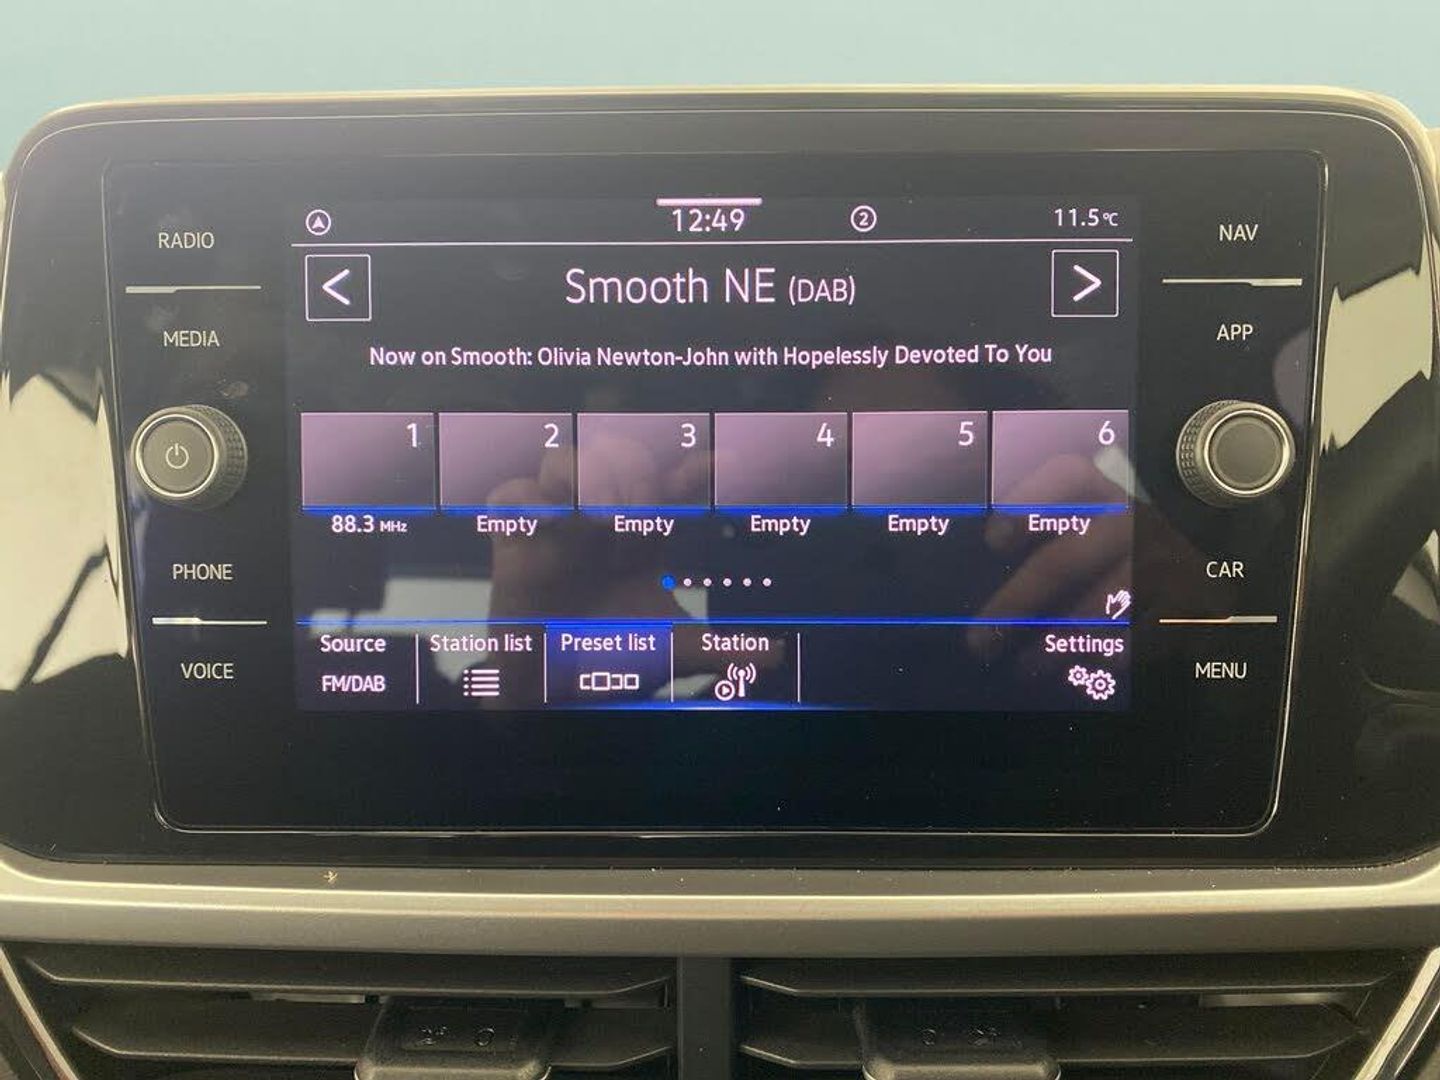 RADIO
MEDIA
PHONE
VOICE
12:49
2
11.5°C
<
Smooth NE (DAB)
>
Now on Smooth: Olivia Newton-John with Hopelessly Devoted To You
1 2 3 4 5 6
88.3 MHz Empty Empty Empty Empty Empty
Source Station list Preset list Station Settings
FM/DAB
NAV
APP
CAR
MENU